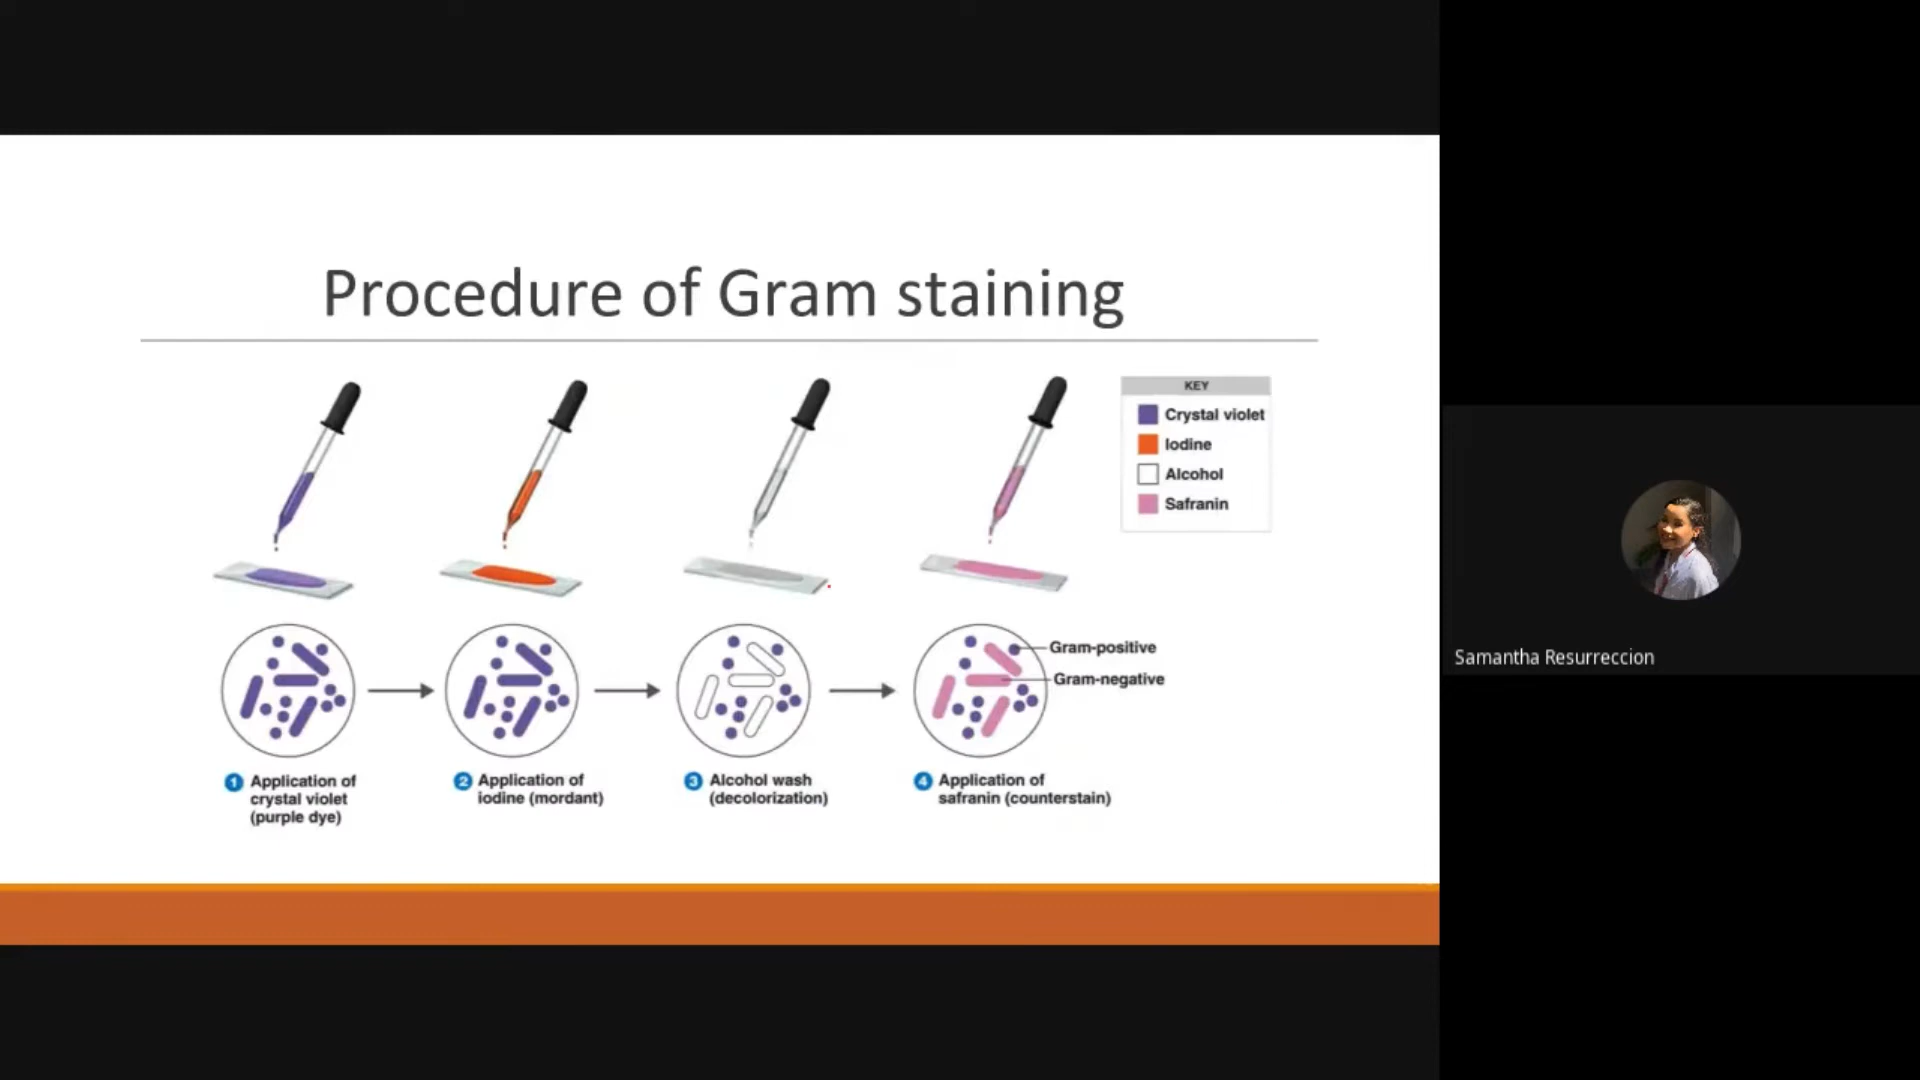 Procedure of Gram staining
KEY
Crystal violet
Iodine
Alcohol
Safranin
Gram-positive
Gram-negative
1 Application of
crystal violet
(purple dye)
2 Application of
iodine (mordant)
3 Alcohol wash
(decolorization)
4 Application of
safranin (counterstain)
Samantha Resurreccion